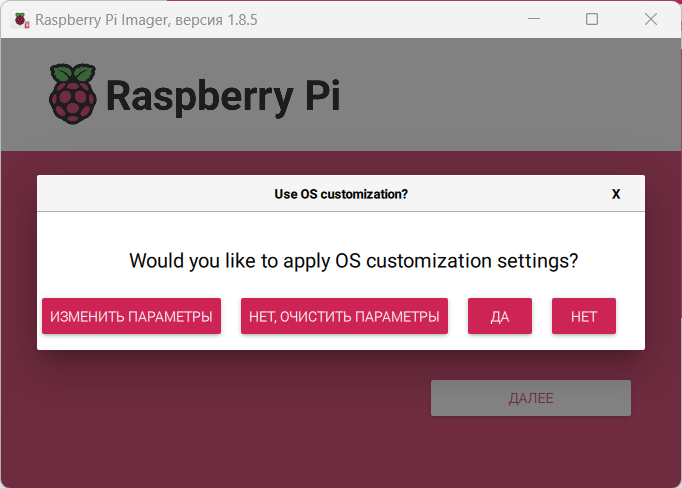 Raspberry Pi Imager, версия 1.8.5
Raspberry Pi
Use OS customization?
X
Would you like to apply OS customization settings?
ИЗМЕНИТЬ ПАРАМЕТРЫ
НЕТ, ОЧИСТИТЬ ПАРАМЕТРЫ
ДА
НЕТ
ДАЛЕЕ